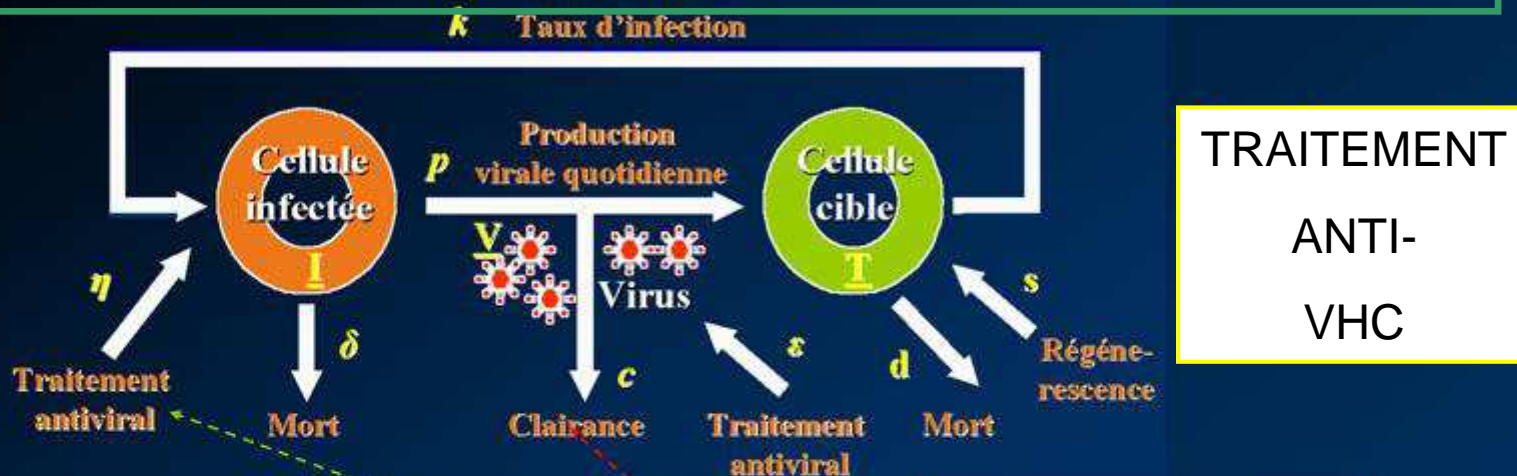 k Taux d'infection
Cellule
infectée
I
p
Production
virale quotidienne
V
Virus
Cellule
cible
T
η
δ
c
ε
d
s
Traitement
antiviral
Mort
Clairance
Traitement
antiviral
Mort
Régéne-
rescence
TRAITEMENT
ANTI-
VHC